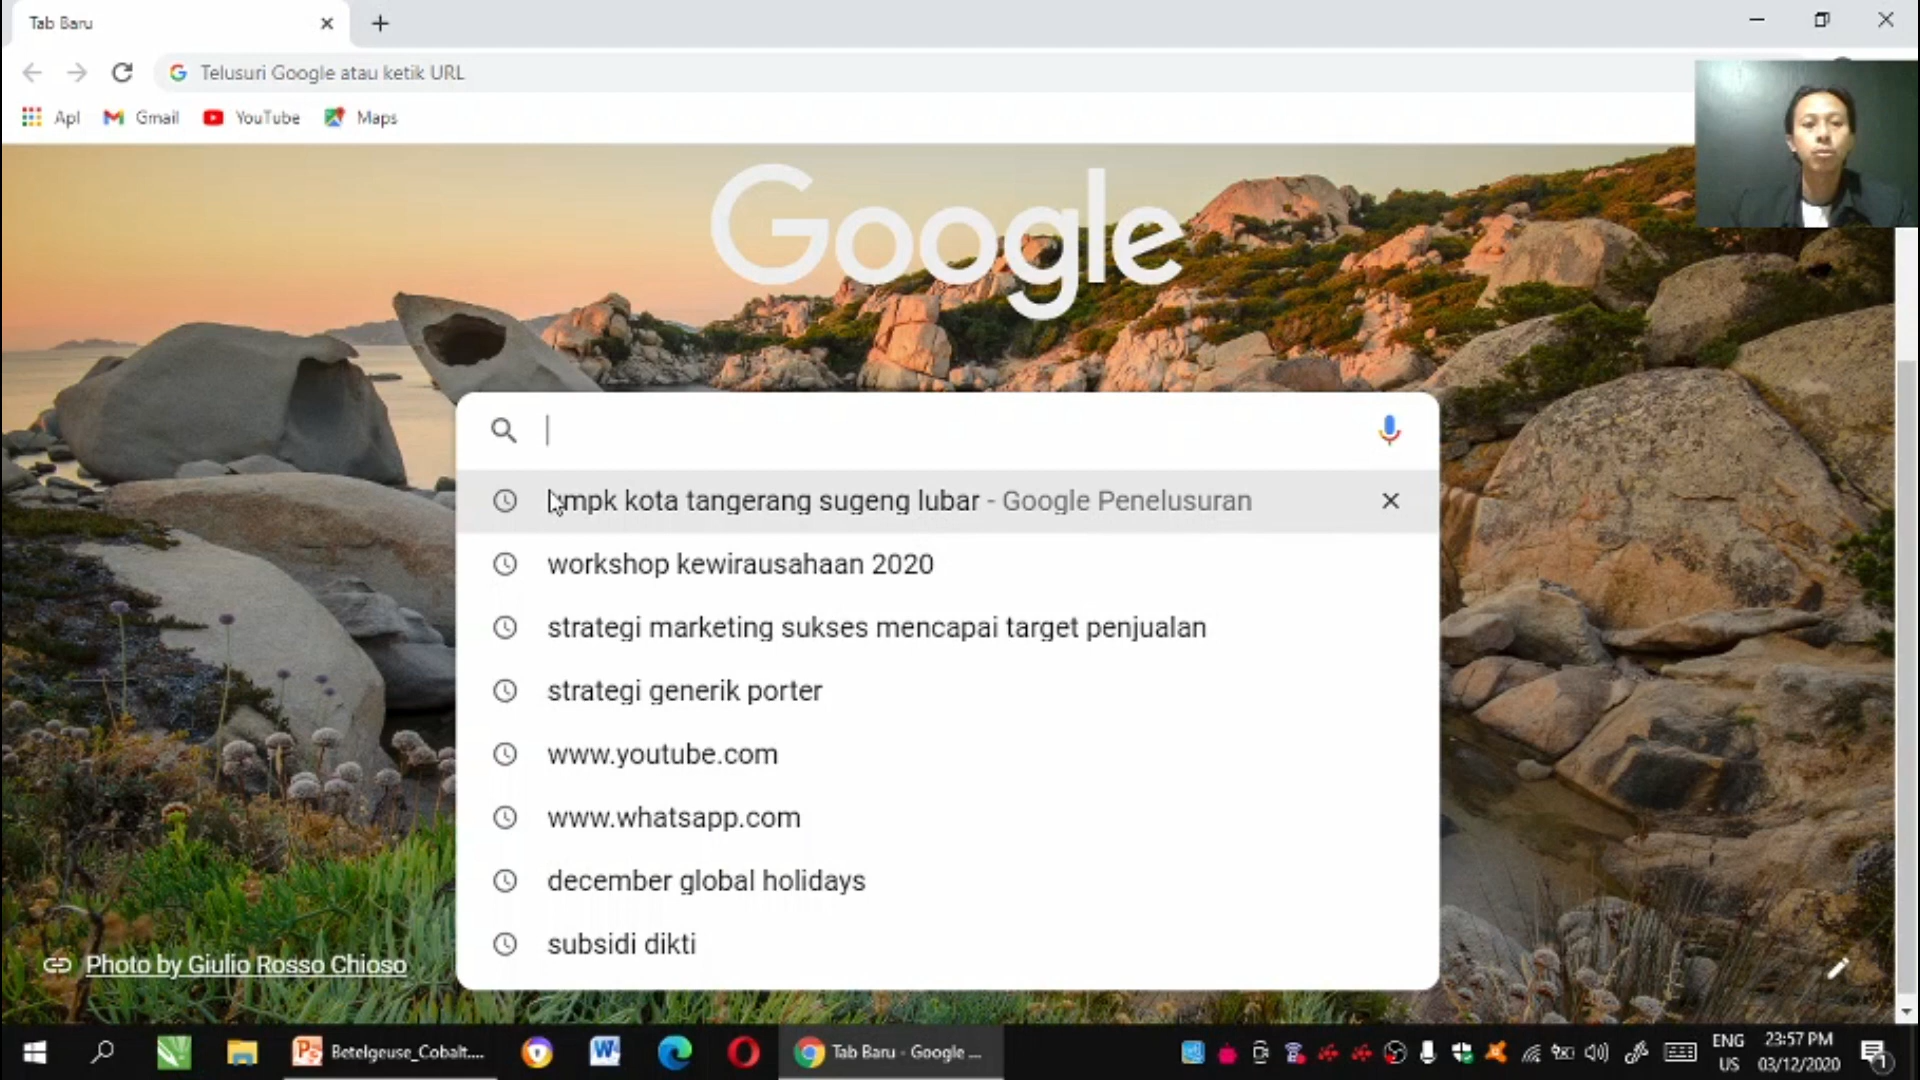 Tab Baru
Telusuri Google atau ketik URL
Apl Gmail YouTube Maps
Google
kota tangerang sugeng lubar - Google Penelusuran
workshop kewirausahaan 2020
strategi marketing sukses mencapai target penjualan
strategi generik porter
www.youtube.com
www.whatsapp.com
december global holidays
subsidi dikti
Photo by Giulio Rosso Chioso
Betelgeuse_Cobalt....
Tab Baru - Google ...
ENG
US
23:57 PM
03/12/2020
1